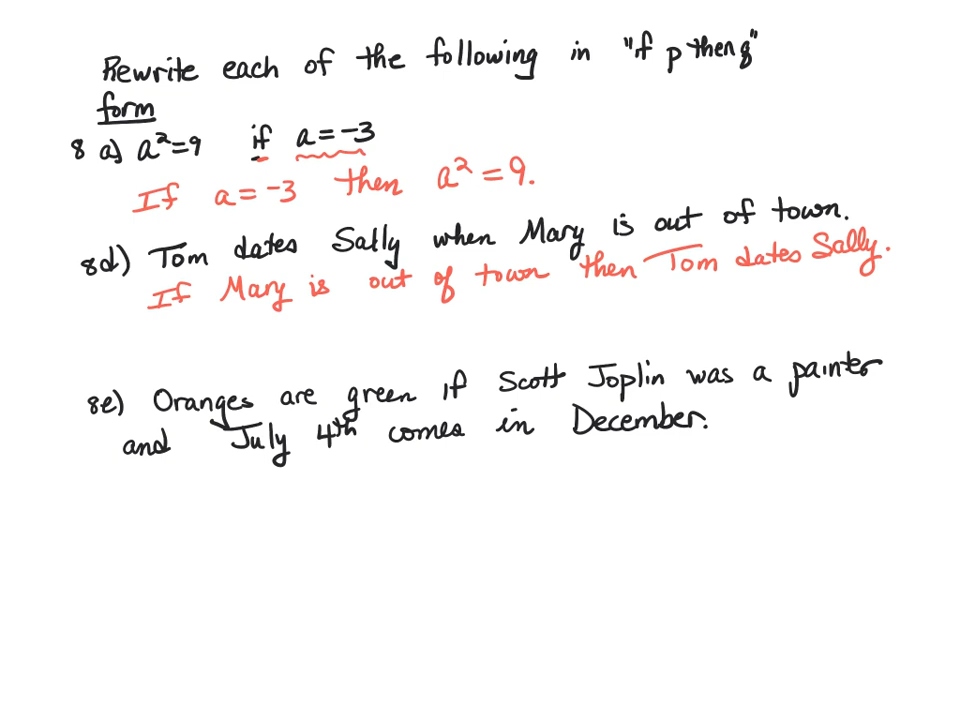 Rewrite each of the following in "if p then q"
form
8 a) a²=9 if a = -3
If a = -3 then a² = 9.
8d) Tom dates Sally when Mary is out of town.
If Mary is out of town then Tom dates Sally.
8e) Oranges are green if Scott Joplin was a painter
and July 4th comes in December.